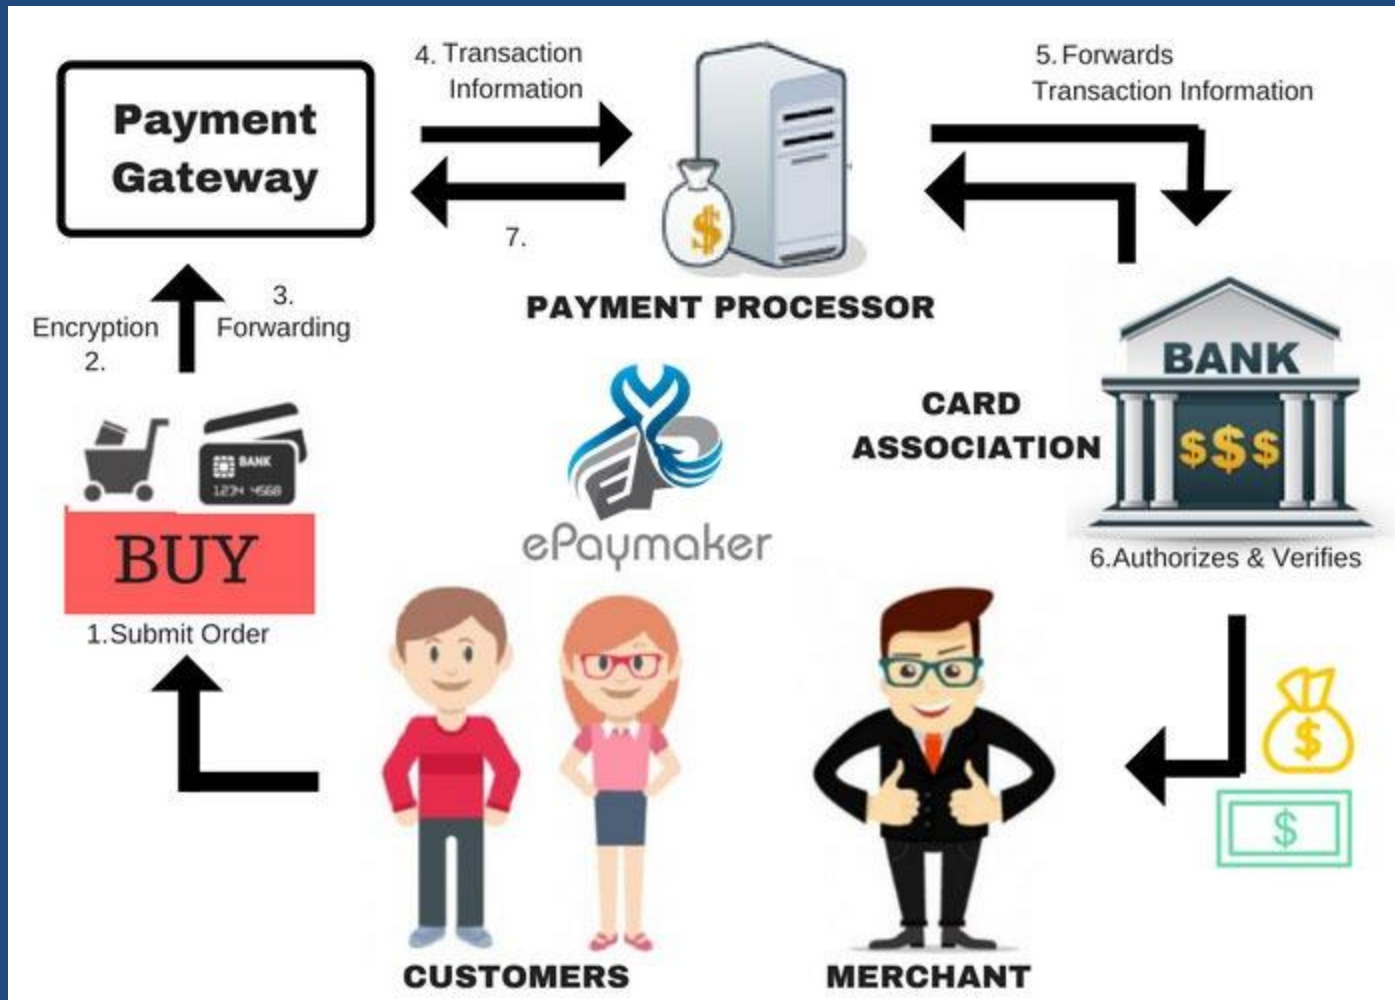 Payment
Gateway
4. Transaction
Information
5. Forwards
Transaction Information
7.
PAYMENT PROCESSOR
3.
Forwarding
Encryption
2.
BANK
1234 4568
BUY
1.Submit Order
ePaymaker
CARD
ASSOCIATION
BANK
$$$
6.Authorizes & Verifies
$
$
$
CUSTOMERS
MERCHANT